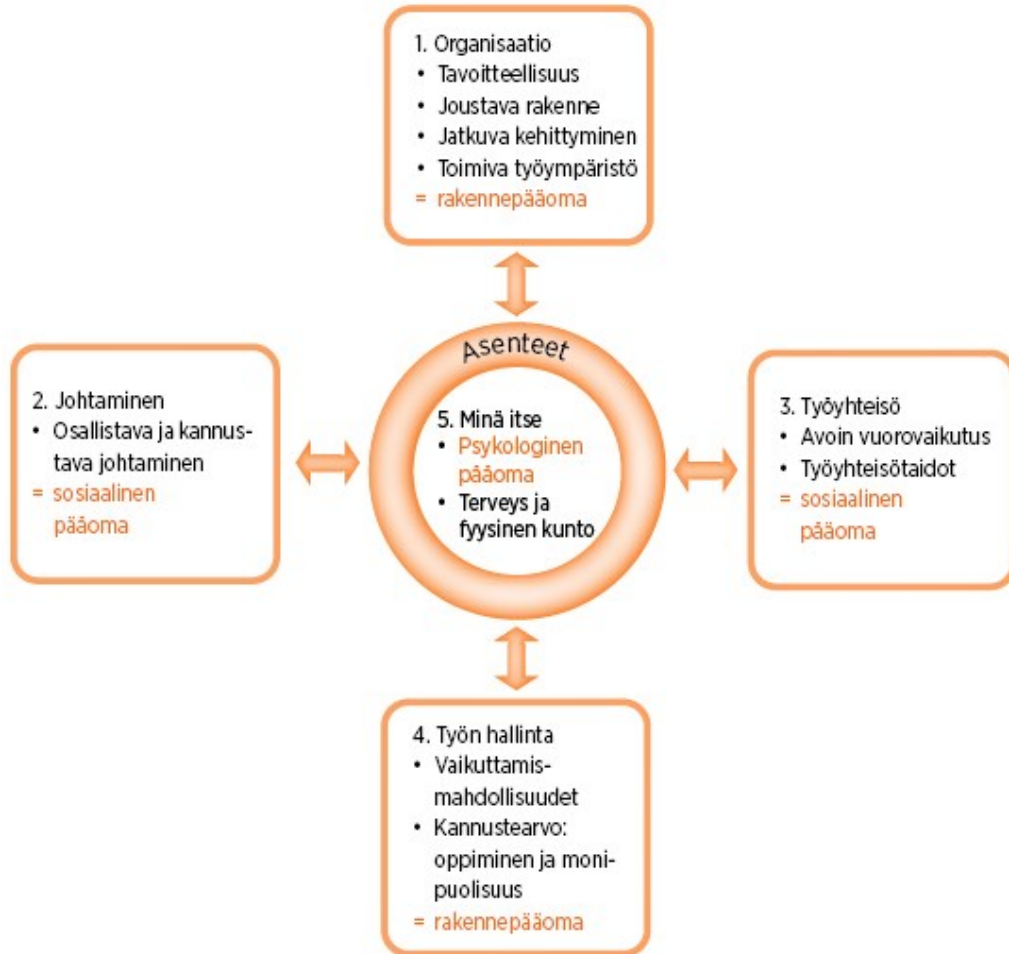 1. Organisaatio
• Tavoitteellisuus
• Joustava rakenne
• Jatkuva kehittyminen
• Toimiva työympäristö
= rakennepääoma
2. Johtaminen
• Osallistava ja kannus-
tava johtaminen
= sosiaalinen
pääoma
Asenteet
5. Minä itse
• Psykologinen
pääoma
• Terveys ja
fyysinen kunto
3. Työyhteisö
• Avoin vuorovaikutus
• Työyhteisötaidot
= sosiaalinen
pääoma
4. Työn hallinta
• Vaikuttamis-
mahdollisuudet
• Kannustearvo:
oppiminen ja moni-
puolisuus
= rakennepääoma